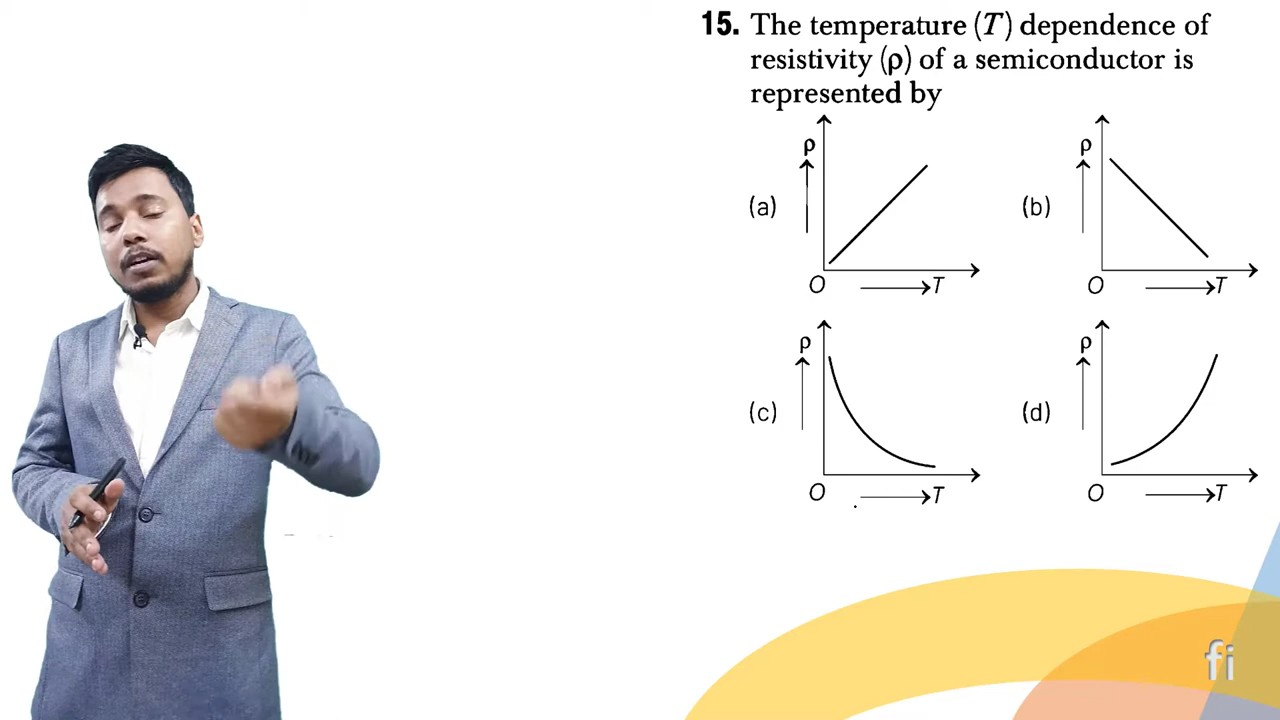 15. The temperature (T) dependence of
resistivity (ρ) of a semiconductor is
represented by
ρ
(a)
O
T
ρ
(b)
O
T
ρ
(c)
O
T
ρ
(d)
O
T
fi